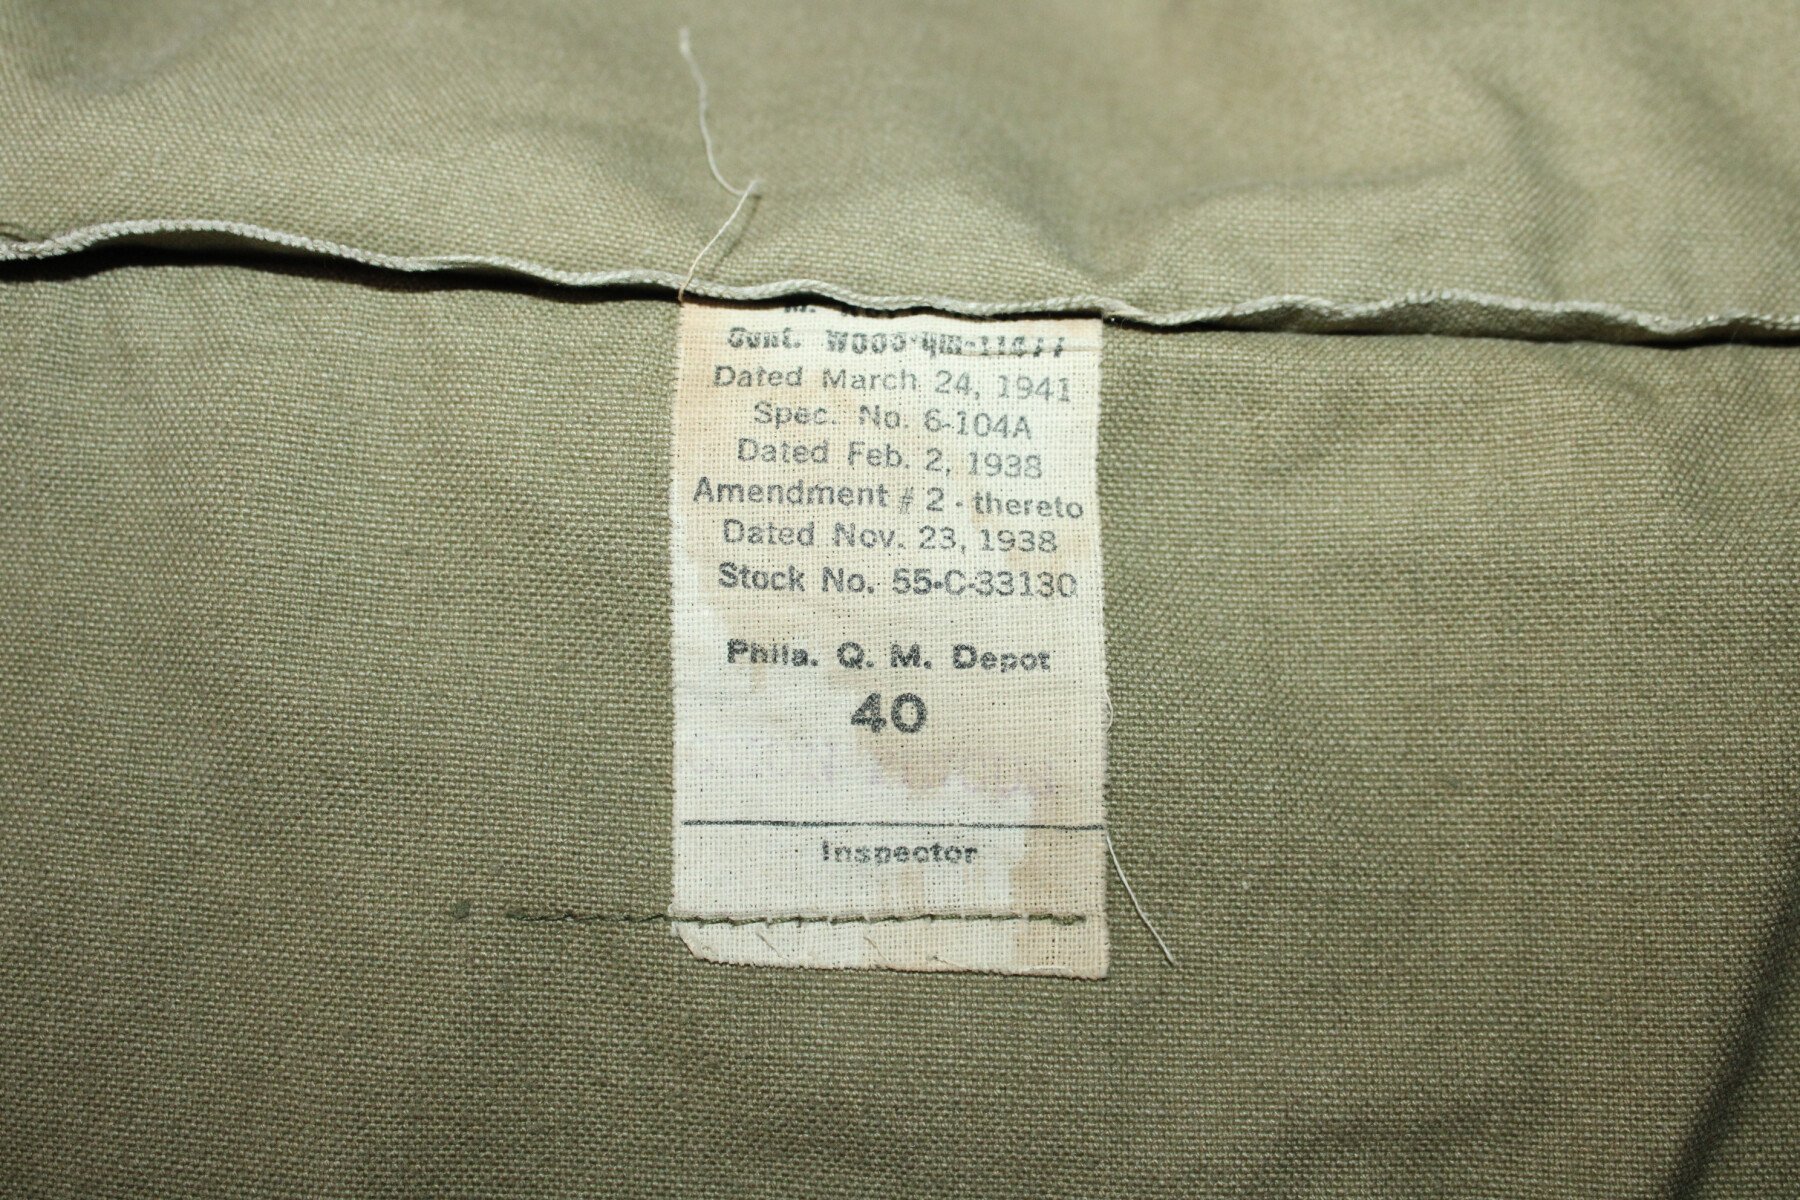 Cont.
Dated March 24, 1941
Spec. No. 6-104A
Dated Feb. 2, 1938
Amendment # 2 - thereto
Dated Nov. 23, 1938
Stock No. 55-C-33130
Phila. Q. M. Depot
40
Inspector